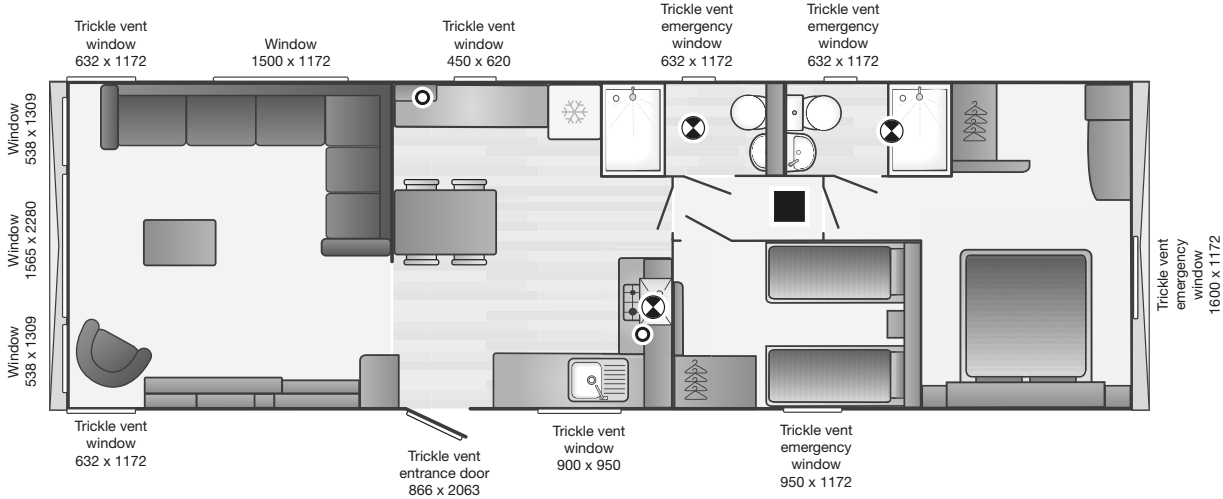 Trickle vent
window
632 x 1172
Window
1500 x 1172
Trickle vent
window
450 x 620
Trickle vent
emergency
window
632 x 1172
Trickle vent
emergency
window
632 x 1172
Window
538 x 1309
Window
1565 x 2280
Window
538 x 1309
Trickle vent
emergency
window
1600 x 1172
Trickle vent
window
632 x 1172
Trickle vent
entrance door
866 x 2063
Trickle vent
window
900 x 950
Trickle vent
emergency
window
950 x 1172